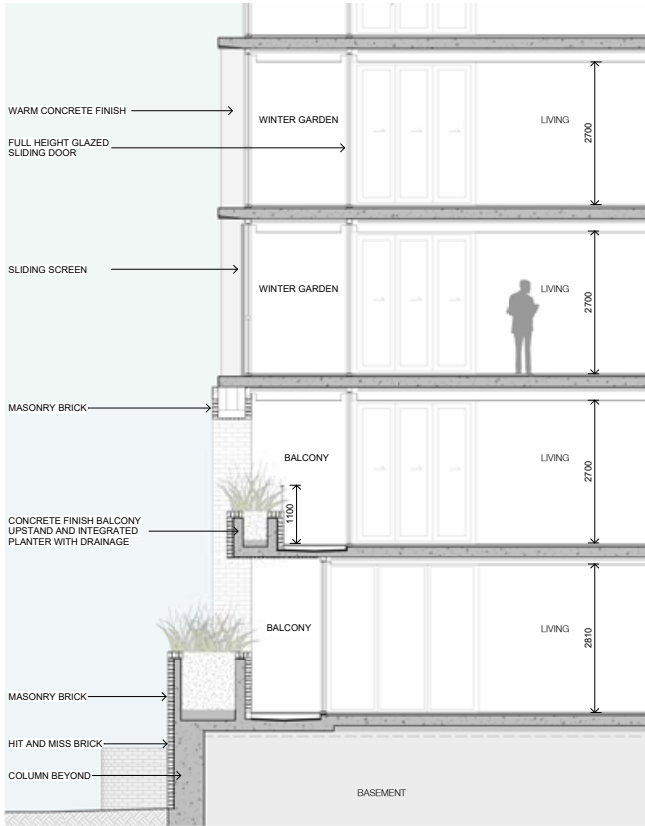 WARM CONCRETE FINISH
WINTER GARDEN
LIVING
2700
FULL HEIGHT GLAZED
SLIDING DOOR
SLIDING SCREEN
WINTER GARDEN
LIVING
2700
MASONRY BRICK
BALCONY
LIVING
2700
1100
CONCRETE FINISH BALCONY
UPSTAND AND INTEGRATED
PLANTER WITH DRAINAGE
BALCONY
LIVING
2810
MASONRY BRICK
HIT AND MISS BRICK
COLUMN BEYOND
BASEMENT